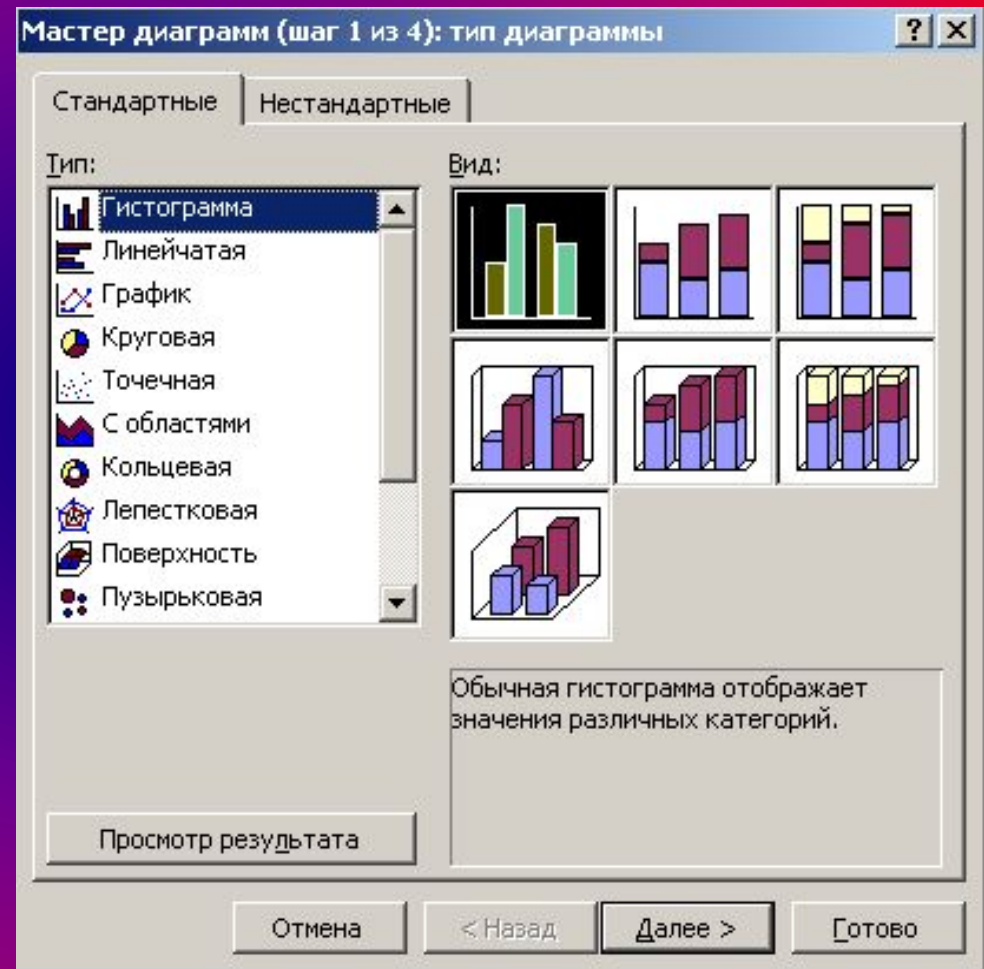 Мастер диаграмм (шаг 1 из 4): тип диаграммы
Стандартные
Нестандартные
Тип:
Гистограмма
Линейчатая
График
Круговая
Точечная
С областями
Кольцевая
Лепестковая
Поверхность
Пузырьковая
Вид:
Обычная гистограмма отображает
значения различных категорий.
Просмотр результата
Отмена
< Назад
Далее >
Готово